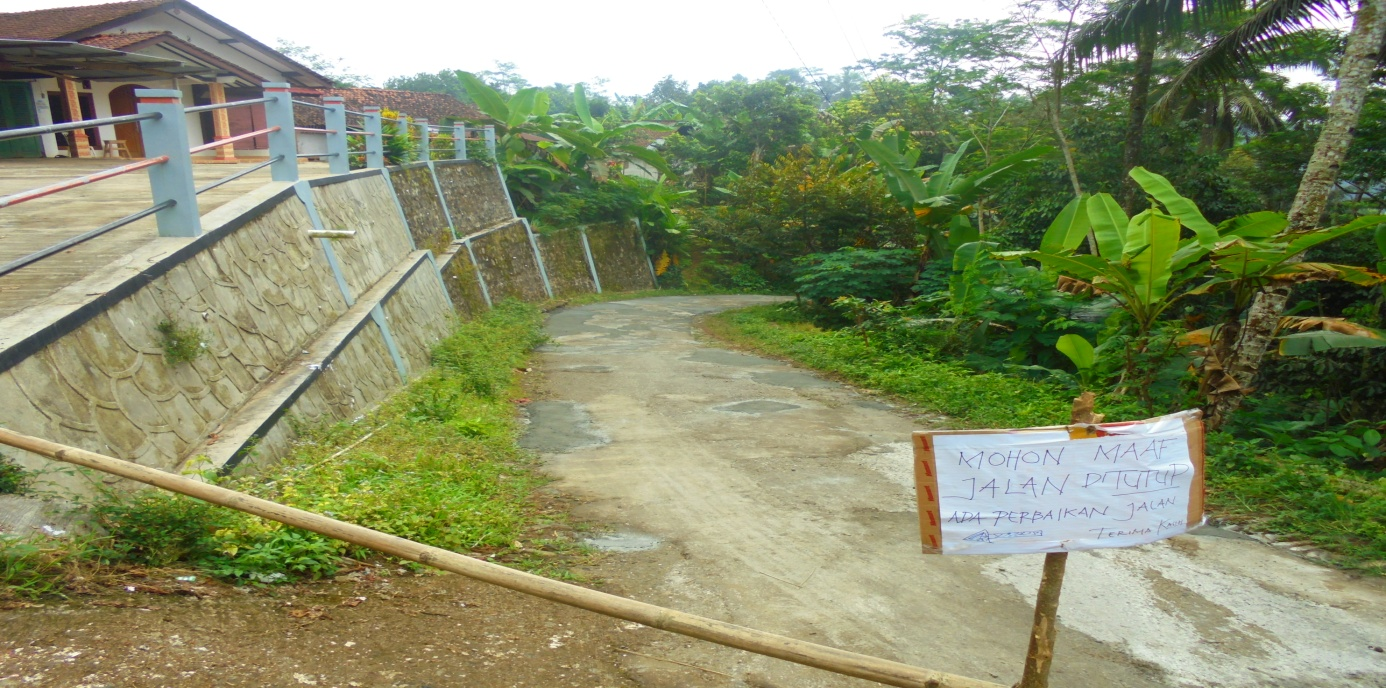 MOHON MAAF
JALAN DITUTUP
ADA PERBAIKAN JALAN
TERIMA KASIH